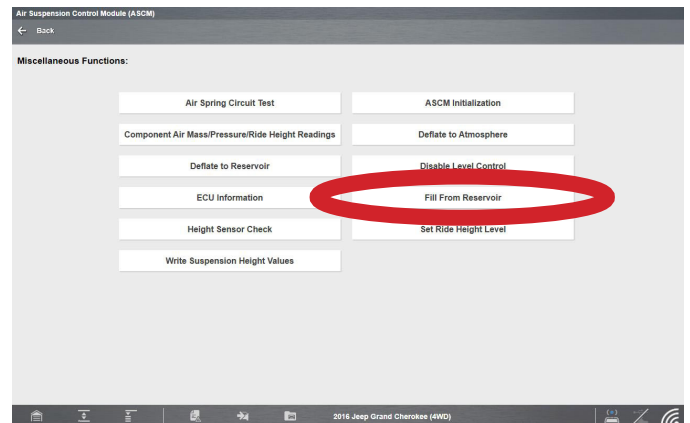 Air Suspension Control Module (ASCM)
Back
Miscellaneous Functions:
Air Spring Circuit Test
ASCM Initialization
Component Air Mass/Pressure/Ride Height Readings
Deflate to Atmosphere
Deflate to Reservoir
Disable Level Control
ECU Information
Fill From Reservoir
Height Sensor Check
Set Ride Height Level
Write Suspension Height Values
2016 Jeep Grand Cherokee (4WD)